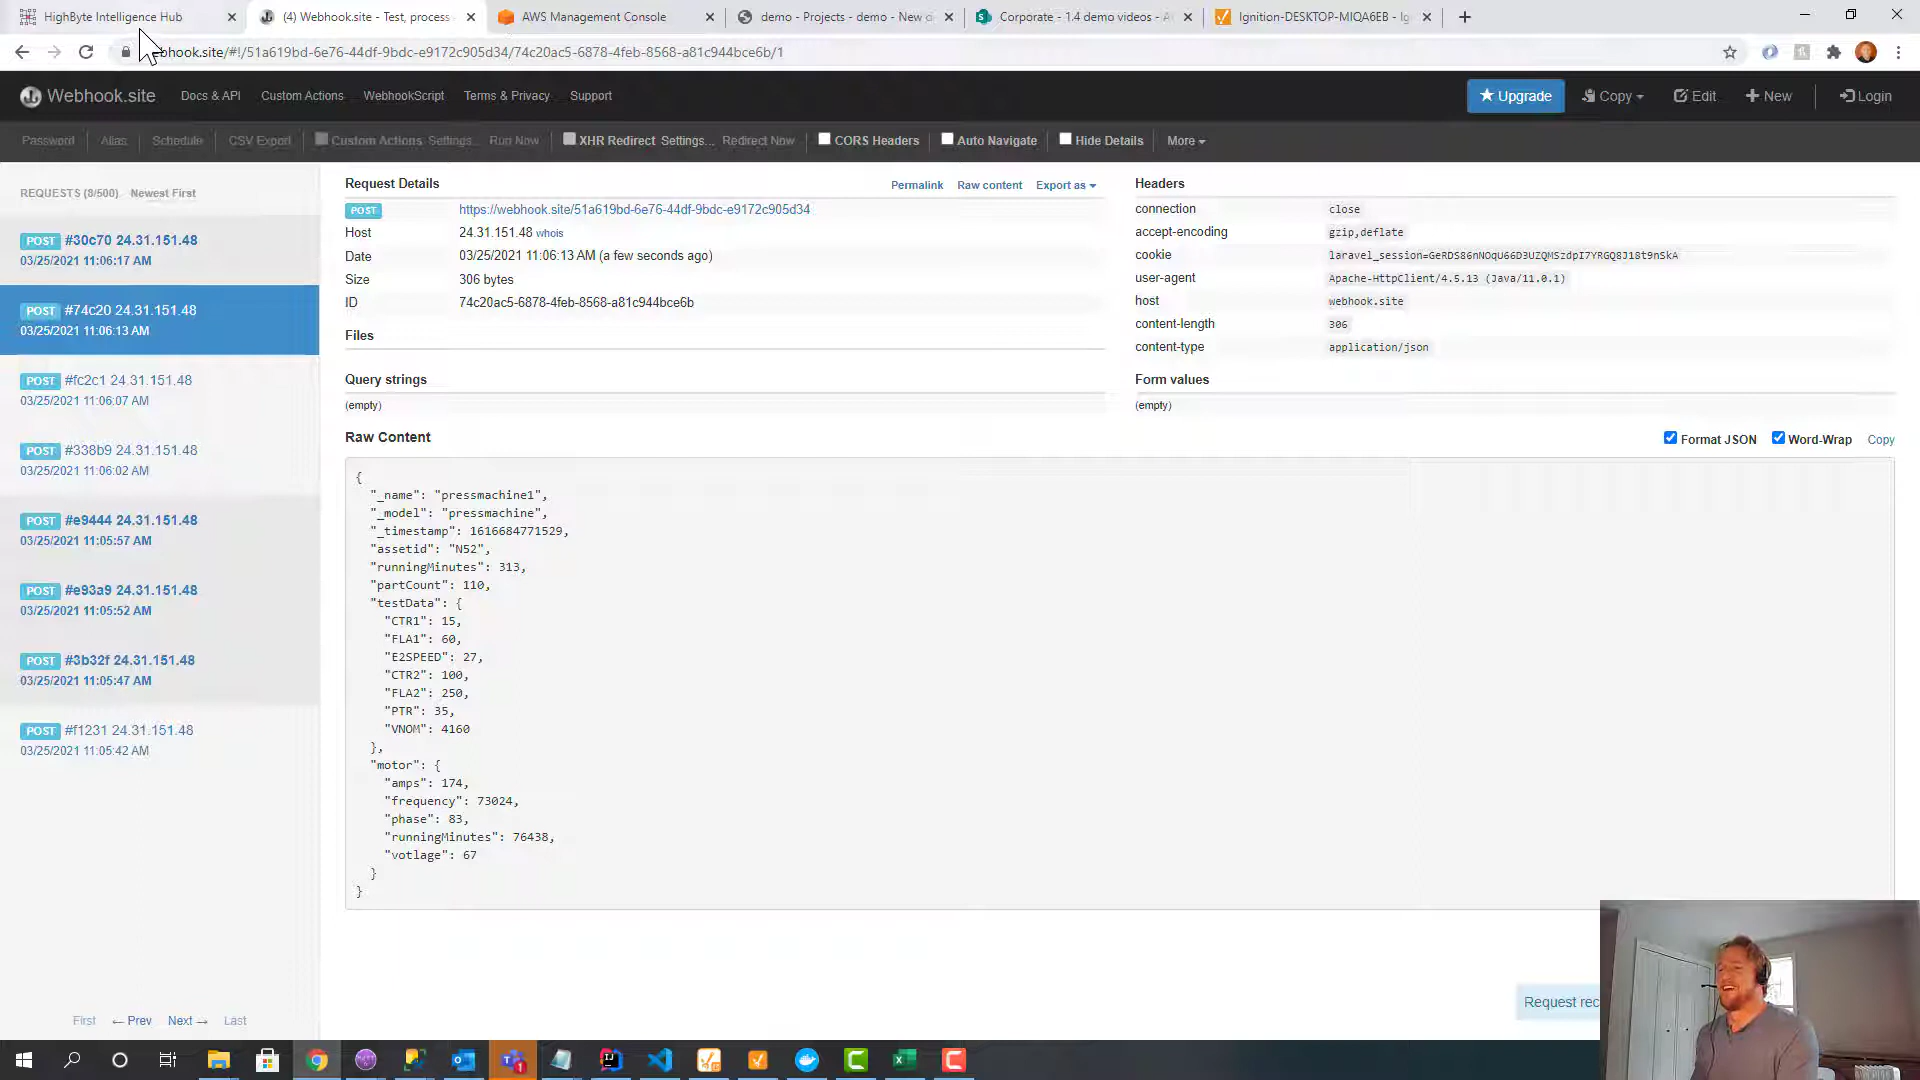 HighByte Intelligence Hub
(4) Webhook.site - Test, process
AWS Management Console
demo - Projects - demo - New d
Corporate - 1.4 demo videos - A
Ignition-DESKTOP-MIQA6EB - Ig
bhook.site/#!/51a619bd-6e76-44df-9bdc-e9172c905d34/74c20ac5-6878-4feb-8568-a81c944bce6b/1
Webhook.site
Docs & API
Custom Actions
WebhookScript
Terms & Privacy
Support
Upgrade
Copy
Edit
New
Login
Password
Alias
Schedule
CSV Export
Custom Actions Settings... Run Now
XHR Redirect Settings... Redirect Now
CORS Headers
Auto Navigate
Hide Details
More
REQUESTS (8/500) Newest First
POST #30c70 24.31.151.48
03/25/2021 11:06:17 AM
POST #74c20 24.31.151.48
03/25/2021 11:06:13 AM
POST #fc2c1 24.31.151.48
03/25/2021 11:06:07 AM
POST #338b9 24.31.151.48
03/25/2021 11:06:02 AM
POST #e9444 24.31.151.48
03/25/2021 11:05:57 AM
POST #e93a9 24.31.151.48
03/25/2021 11:05:52 AM
POST #3b32f 24.31.151.48
03/25/2021 11:05:47 AM
POST #f1231 24.31.151.48
03/25/2021 11:05:42 AM
First ← Prev Next → Last
Request Details
Permalink Raw content Export as
POST https://webhook.site/51a619bd-6e76-44df-9bdc-e9172c905d34
Host 24.31.151.48 whois
Date 03/25/2021 11:06:13 AM (a few seconds ago)
Size 306 bytes
ID 74c20ac5-6878-4feb-8568-a81c944bce6b
Files
Query strings
(empty)
Headers
connection close
accept-encoding gzip,deflate
cookie
user-agent Apache-HttpClient/4.5.13 (Java/11.0.1)
host webhook.site
content-length 306
content-type application/json
Form values
(empty)
Raw Content
Format JSON Word-Wrap Copy
{
"_name": "pressmachine1",
"_model": "pressmachine",
"_timestamp": 1616684771529,
"assetid": "N52",
"runningMinutes": 313,
"partCount": 110,
"testData": {
"CTR1": 15,
"FLA1": 60,
"E2SPEED": 27,
"CTR2": 100,
"FLA2": 250,
"PTR": 35,
"VNOM": 4160
},
"motor": {
"amps": 174,
"frequency": 73024,
"phase": 83,
"runningMinutes": 76438,
"votlage": 67
}
}
Request rec